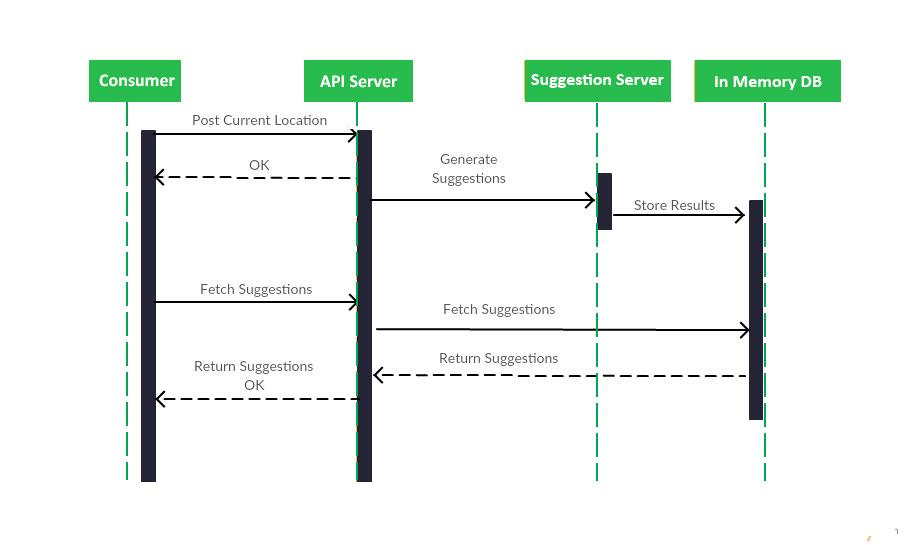 Consumer
API Server
Suggestion Server
In Memory DB
Post Current Location
OK
Generate
Suggestions
Store Results
Fetch Suggestions
Fetch Suggestions
Return Suggestions
Return Suggestions
OK